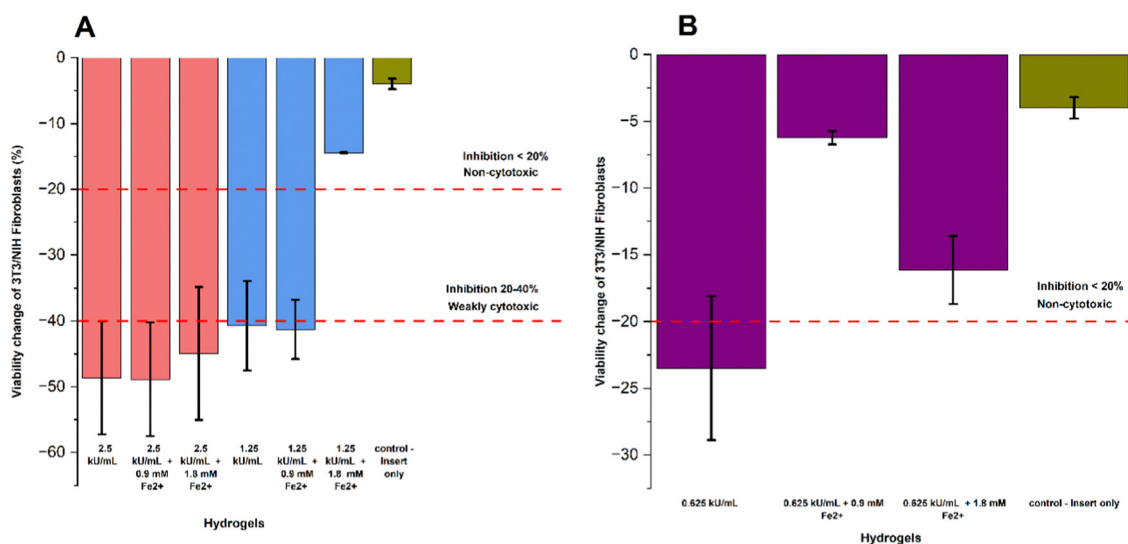 A
Viability change of 3T3/NIH Fibroblasts (%)
0
−10
−20
−30
−40
−50
−60
Inhibition < 20%
Non-cytotoxic
Inhibition 20-40%
Weakly cytotoxic
2.5
kU/mL
2.5
kU/mL +
0.9 mM
Fe2+
2.5
kU/mL +
1.8 mM
Fe2+
1.25
kU/mL
1.25
kU/mL +
0.9 mM
Fe2+
1.25
kU/mL +
1.8 mM
Fe2+
control -
Insert
only
Hydrogels
B
Viability change of 3T3/NIH Fibroblasts
0
−5
−10
−15
−20
−25
−30
Inhibition < 20%
Non-cytotoxic
0.625 kU/mL
0.625 kU/mL + 0.9 mM
Fe2+
0.625 kU/mL + 1.8 mM
Fe2+
control - Insert only
Hydrogels